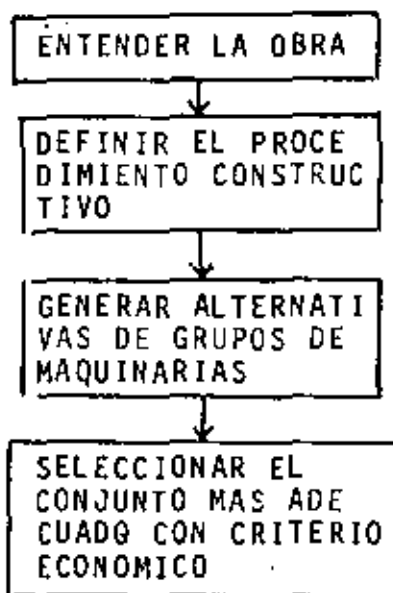 ENTENDER LA OBRA
DEFINIR EL PROCE
DIMIENTO CONSTRUC
TIVO
GENERAR ALTERNATI
VAS DE GRUPOS DE
MAQUINARIAS
SELECCIONAR EL
CONJUNTO MAS ADE
CUADO CON CRITERIO
ECONOMICO